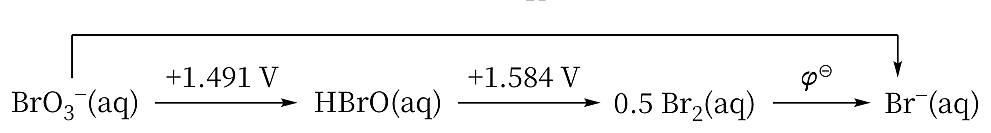 +1.491 V +1.584 V φ⊖
BrO₃⁻(aq) HBrO(aq) 0.5 Br₂(aq) Br⁻(aq)